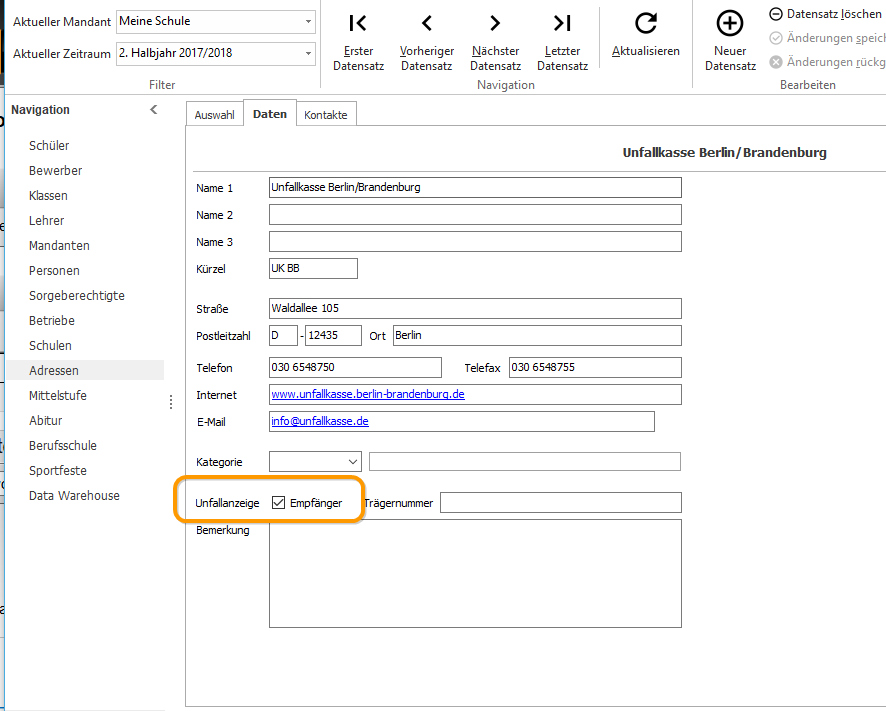 Aktueller Mandant Meine Schule
Aktueller Zeitraum 2. Halbjahr 2017/2018
Filter
Erster Datensatz
Vorheriger Datensatz
Nächster Datensatz
Letzter Datensatz
Aktualisieren
Navigation
Neuer Datensatz
Datensatz löschen
Änderungen
Änderungen
Bearbeiten
Navigation
Schüler
Bewerber
Klassen
Lehrer
Mandanten
Personen
Sorgeberechtigte
Betriebe
Schulen
Adressen
Mittelstufe
Abitur
Berufsschule
Sportfeste
Data Warehouse
Auswahl Daten Kontakte
Unfallkasse Berlin/Brandenburg
Name 1 Unfallkasse Berlin/Brandenburg
Name 2
Name 3
Kürzel UK BB
Straße Waldallee 105
Postleitzahl D - 12435 Ort Berlin
Telefon 030 6548750 Telefax 030 6548755
Internet www.unfallkasse.berlin-brandenburg.de
E-Mail info@unfallkasse.de
Kategorie
Unfallanzeige Empfänger Trägernummer
Bemerkung